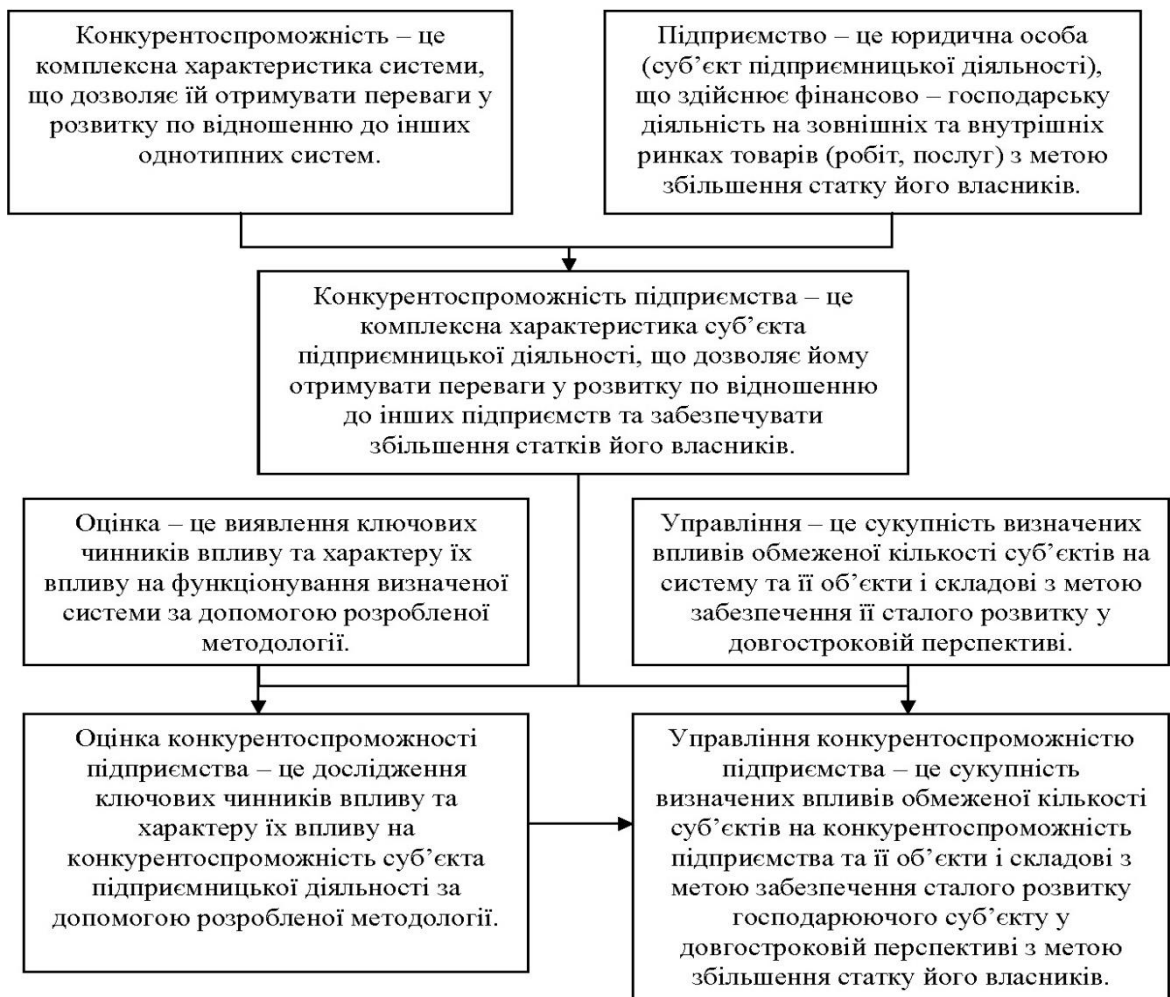 Конкурентоспроможність – це
комплексна характеристика системи,
що дозволяє їй отримувати переваги у
розвитку по відношенню до інших
однотипних систем.
Підприємство – це юридична особа
(суб’єкт підприємницької діяльності),
що здійснює фінансово – господарську
діяльність на зовнішніх та внутрішніх
ринках товарів (робіт, послуг) з метою
збільшення статку його власників.
Конкурентоспроможність підприємства – це
комплексна характеристика суб’єкта
підприємницької діяльності, що дозволяє йому
отримувати переваги у розвитку по відношенню
до інших підприємств та забезпечувати
збільшення статків його власників.
Оцінка – це виявлення ключових
чинників впливу та характеру їх
впливу на функціонування визначеної
системи за допомогою розробленої
методології.
Управління – це сукупність визначених
впливів обмеженої кількості суб’єктів на
систему та її об’єкти і складові з метою
забезпечення її сталого розвитку у
довгостроковій перспективі.
Оцінка конкурентоспроможності
підприємства – це дослідження
ключових чинників впливу та
характеру їх впливу на
конкурентоспроможність суб’єкта
підприємницької діяльності за
допомогою розробленої методології.
Управління конкурентоспроможністю
підприємства – це сукупність
визначених впливів обмеженої кількості
суб’єктів на конкурентоспроможність
підприємства та її об’єкти і складові з
метою забезпечення сталого розвитку
господарюючого суб’єкту у
довгостроковій перспективі з метою
збільшення статку його власників.